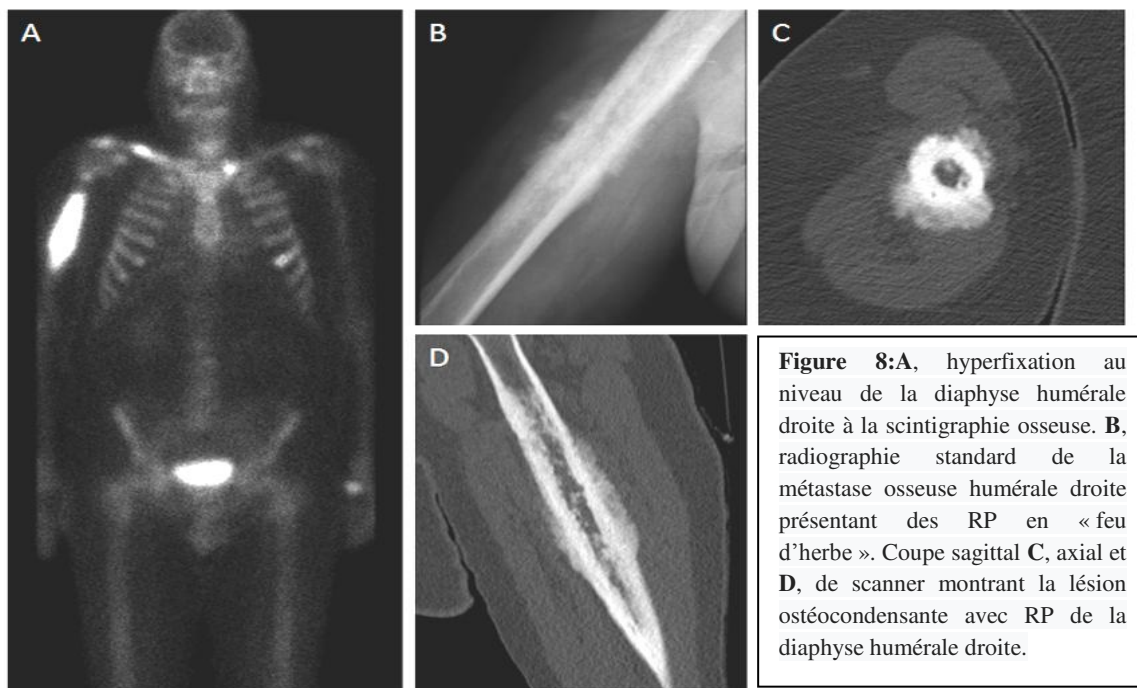 A
B
C
D
Figure 8:A, hyperfixation au
niveau de la diaphyse humérale
droite à la scintigraphie osseuse. B,
radiographie standard de la
métastase osseuse humérale droite
présentant des RP en « feu
d'herbe ». Coupe sagittal C, axial et
D, de scanner montrant la lésion
ostéocondensante avec RP de la
diaphyse humérale droite.